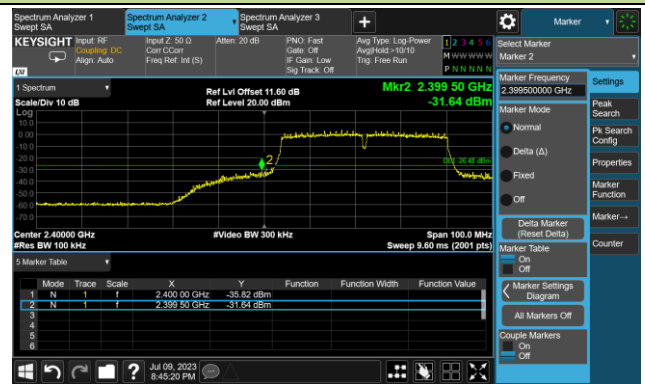 Spectrum Analyzer 1
Swept SA
Spectrum Analyzer 2
Swept SA
Spectrum Analyzer 3
Swept SA
Marker
KEYSIGHT
LXI
Input: RF
Coupling: DC
Align: Auto
Input Z: 50 Ω
Corr CCorr
Freq Ref: Int (S)
Atten: 20 dB
PNO: Fast
Gate: Off
IF Gain: Low
Sig Track: Off
Avg Type: Log-Power
Avg|Hold:>10/10
Trig: Free Run
1 2 3 4 5 6
M W W W W W
P N N N N N
Select Marker
Marker 2
1 Spectrum
Scale/Div 10 dB
Log
Ref Lvl Offset 11.60 dB
Ref Level 20.00 dBm
Mkr2 2.399 50 GHz
-31.64 dBm
10.0
0.00
-10.0
-20.0
-30.0
-40.0
-50.0
-60.0
-70.0
2
DL1 -26.48 dBm
Center 2.40000 GHz
#Res BW 100 kHz
#Video BW 300 kHz
Span 100.0 MHz
Sweep 9.60 ms (2001 pts)
5 Marker Table
Mode Trace Scale X Y Function Function Width Function Value
1 N 1 f 2.400 00 GHz -35.82 dBm
2 N 1 f 2.399 50 GHz -31.64 dBm
3
4
5
6
Marker Frequency
2.399500000 GHz
Marker Mode
Normal
Delta (Δ)
Fixed
Off
Delta Marker
(Reset Delta)
Marker Table
On
Off
Marker Settings
Diagram
All Markers Off
Couple Markers
On
Off
Settings
Peak
Search
Pk Search
Config
Properties
Marker
Function
Marker→
Counter
Jul 09, 2023
8:45:20 PM